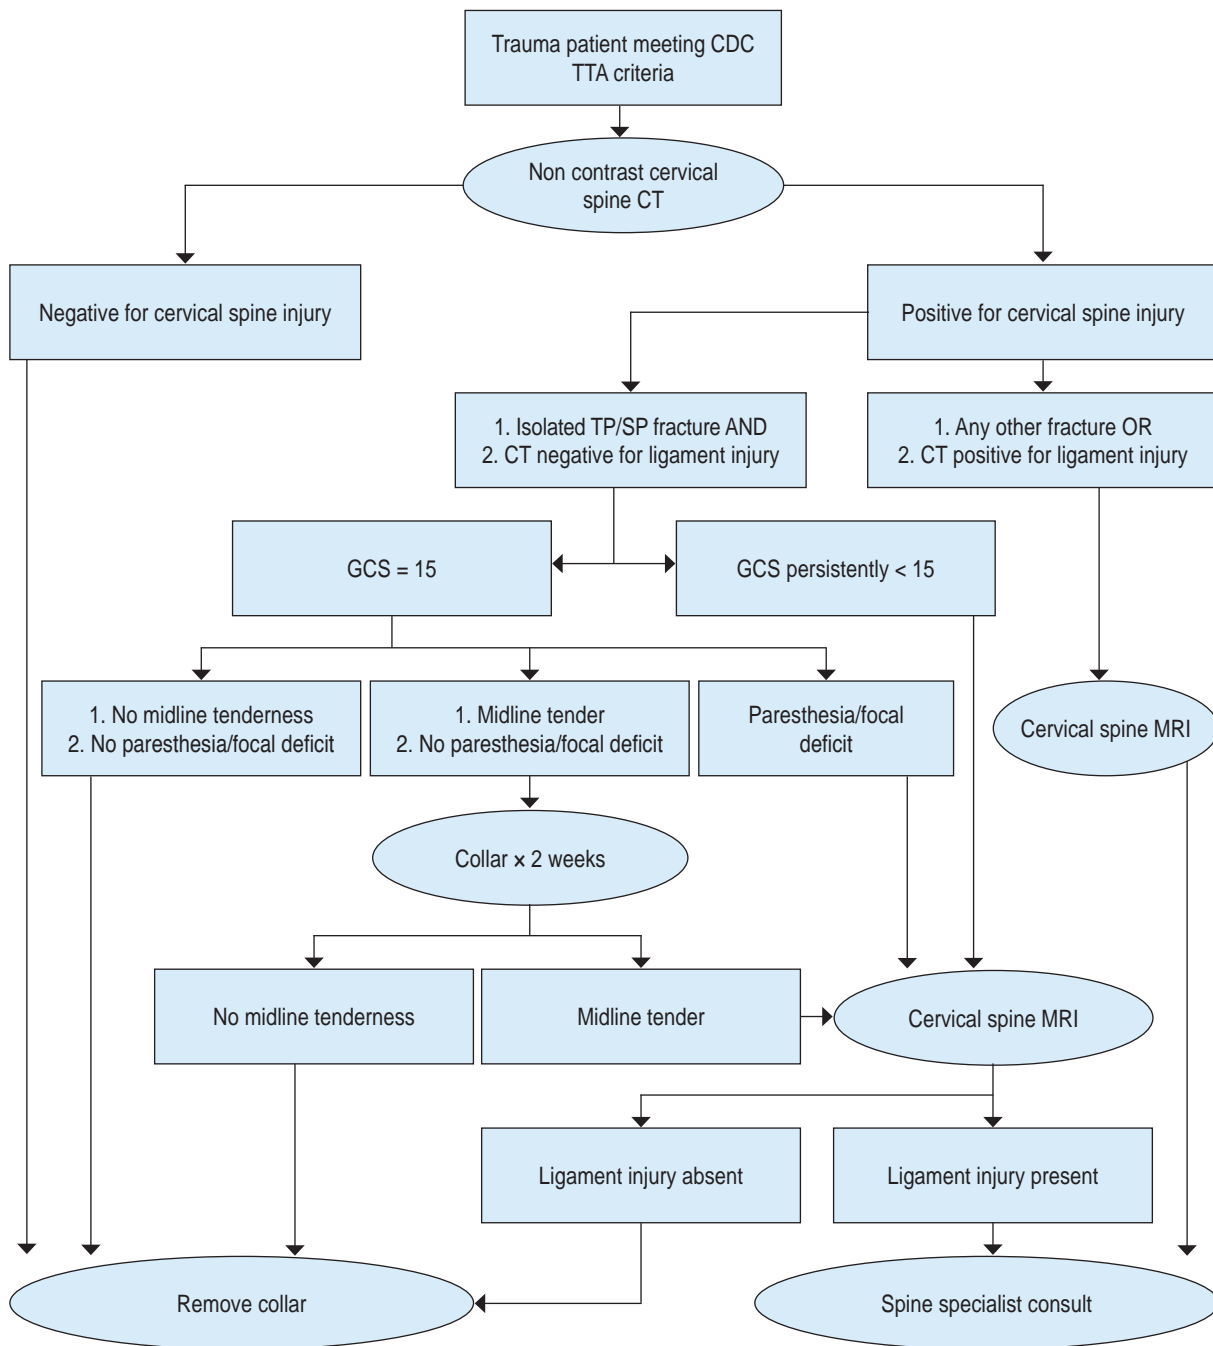 Trauma patient meeting CDC
TTA criteria
Non contrast cervical
spine CT
Negative for cervical spine injury
Positive for cervical spine injury
1. Isolated TP/SP fracture AND
2. CT negative for ligament injury
1. Any other fracture OR
2. CT positive for ligament injury
GCS = 15
GCS persistently < 15
1. No midline tenderness
2. No paresthesia/focal deficit
1. Midline tender
2. No paresthesia/focal deficit
Paresthesia/focal
deficit
Cervical spine MRI
Collar × 2 weeks
No midline tenderness
Midline tender
Cervical spine MRI
Ligament injury absent
Ligament injury present
Remove collar
Spine specialist consult